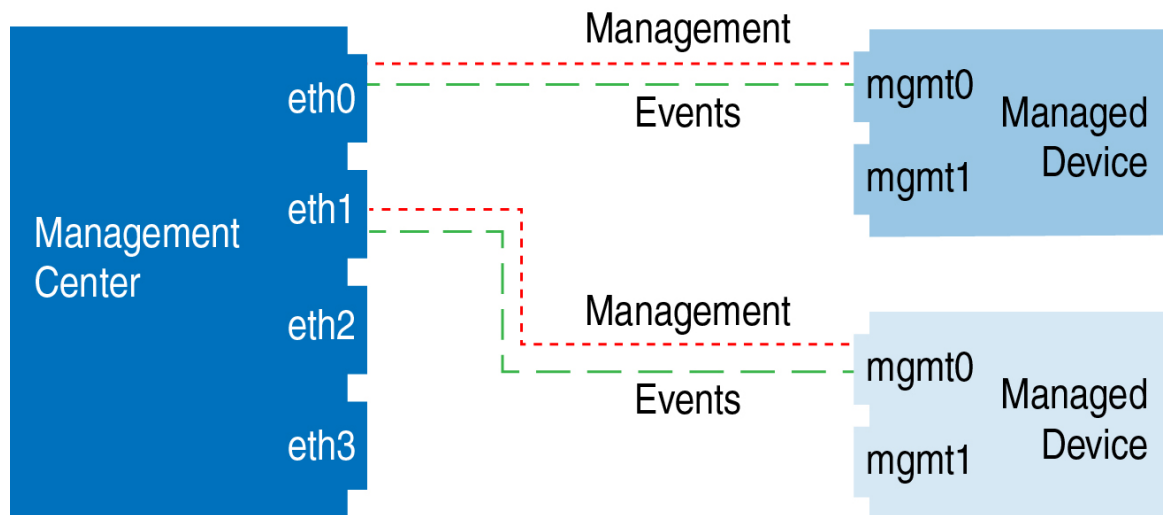 Management
Center
eth0
eth1
eth2
eth3
Management
Events
mgmt0
mgmt1
Managed
Device
Management
Events
mgmt0
mgmt1
Managed
Device